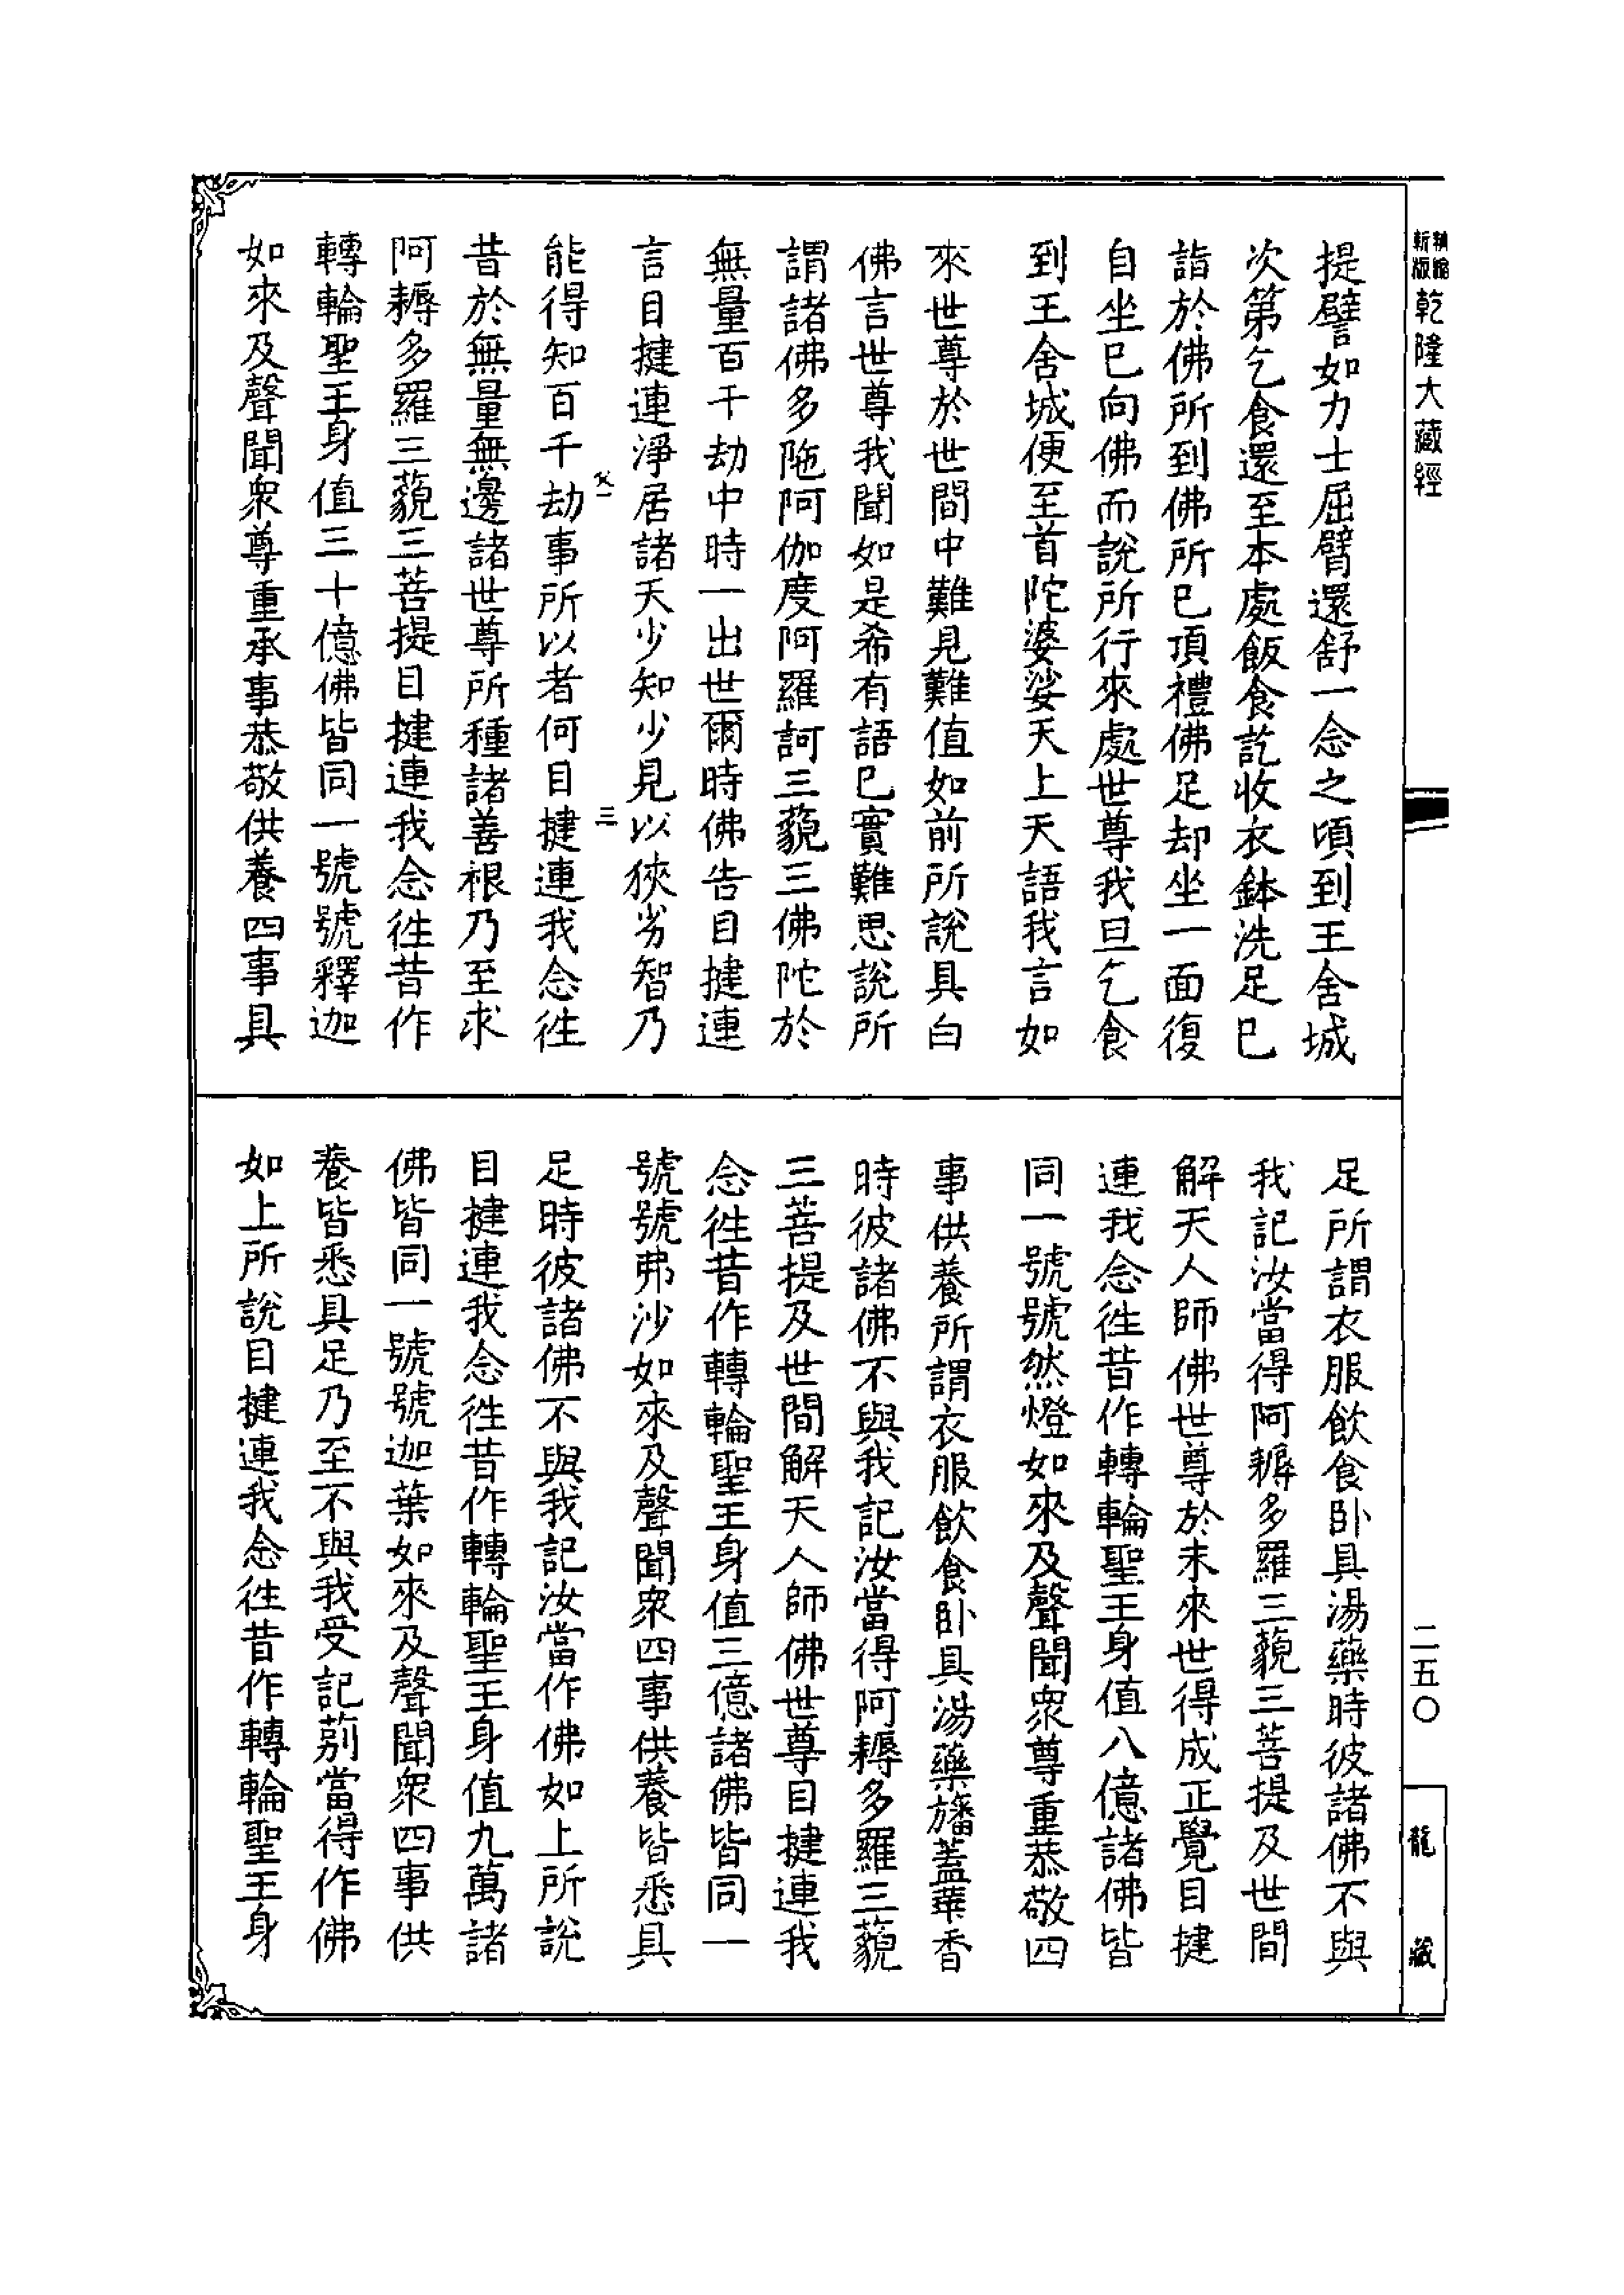 精縮新版乾隆大藏經
提譬如力士屈臂還舒一念之頃到王舍城
次第乞食還至本處飯食訖收衣鉢洗足已
詣於佛所到佛所已頂禮佛足却坐一面復
自坐已向佛而說所行來處世尊我旦乞食
到王舍城便至首陀婆娑天上天語我言如
來世尊於世間中難見難值如前所說具白
佛言世尊我聞如是希有語已實難思說所
謂諸佛多陁阿伽度阿羅訶三藐三佛陀於
無量百千劫中時一出世爾時佛告目揵連
言目揵連淨居諸天少知少見以狹劣智乃
父一
三
能得知百千劫事所以者何目揵連我念徃
昔於無量無邊諸世尊所種諸善根乃至求
阿耨多羅三藐三菩提目揵連我念徃昔作
轉輪聖王身值三十億佛皆同一號號釋迦
如來及聲聞衆尊重承事恭敬供養四事具
足所謂衣服飲食卧具湯藥時彼諸佛不與
我記汝當得阿耨多羅三藐三菩提及世間
解天人師佛世尊於未來世得成正覺目揵
連我念徃昔作轉輪聖王身值八億諸佛皆
同一號號然燈如來及聲聞衆尊重恭敬四
事供養所謂衣服飲食卧具湯藥旛蓋華香
時彼諸佛不與我記汝當得阿耨多羅三藐
三菩提及世間解天人師佛世尊目揵連我
念徃昔作轉輪聖王身值三億諸佛皆同一
號號弗沙如來及聲聞衆四事供養皆悉具
足時彼諸佛不與我記汝當作佛如上所說
目揵連我念徃昔作轉輪聖王身值九萬諸
佛皆同一號號迦葉如來及聲聞衆四事供
養皆悉具足乃至不與我受記莂當得作佛
如上所說目揵連我念徃昔作轉輪聖王身
二五〇
龍藏